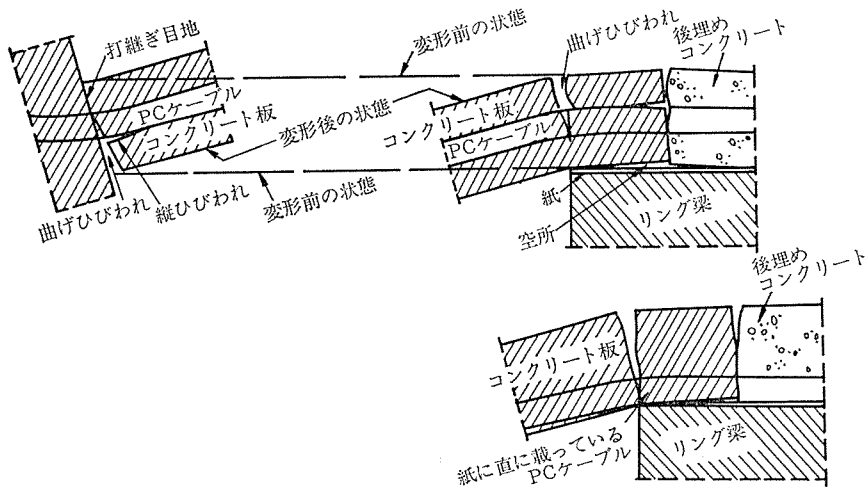 打継ぎ目地
変形前の状態
曲げひびわれ
後埋め
コンクリート
PCケーブル
コンクリート板
変形後の状態
コンクリート板
PCケーブル
曲げひびわれ
縦ひびわれ
変形前の状態
紙
空所
リング梁
後埋め
コンクリート
コンクリート板
紙に直に載っている
PCケーブル
リング梁